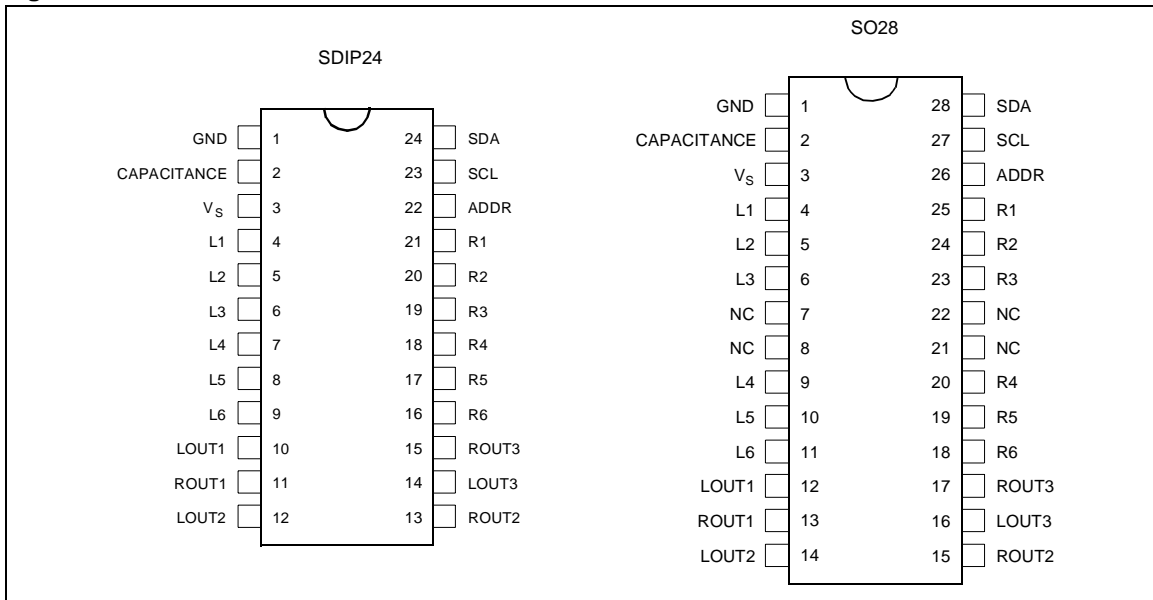 SDIP24
GND 1 24 SDA
CAPACITANCE 2 23 SCL
VS 3 22 ADDR
L1 4 21 R1
L2 5 20 R2
L3 6 19 R3
L4 7 18 R4
L5 8 17 R5
L6 9 16 R6
LOUT1 10 15 ROUT3
ROUT1 11 14 LOUT3
LOUT2 12 13 ROUT2
SO28
GND 1 28 SDA
CAPACITANCE 2 27 SCL
VS 3 26 ADDR
L1 4 25 R1
L2 5 24 R2
L3 6 23 R3
NC 7 22 NC
NC 8 21 NC
L4 9 20 R4
L5 10 19 R5
L6 11 18 R6
LOUT1 12 17 ROUT3
ROUT1 13 16 LOUT3
LOUT2 14 15 ROUT2